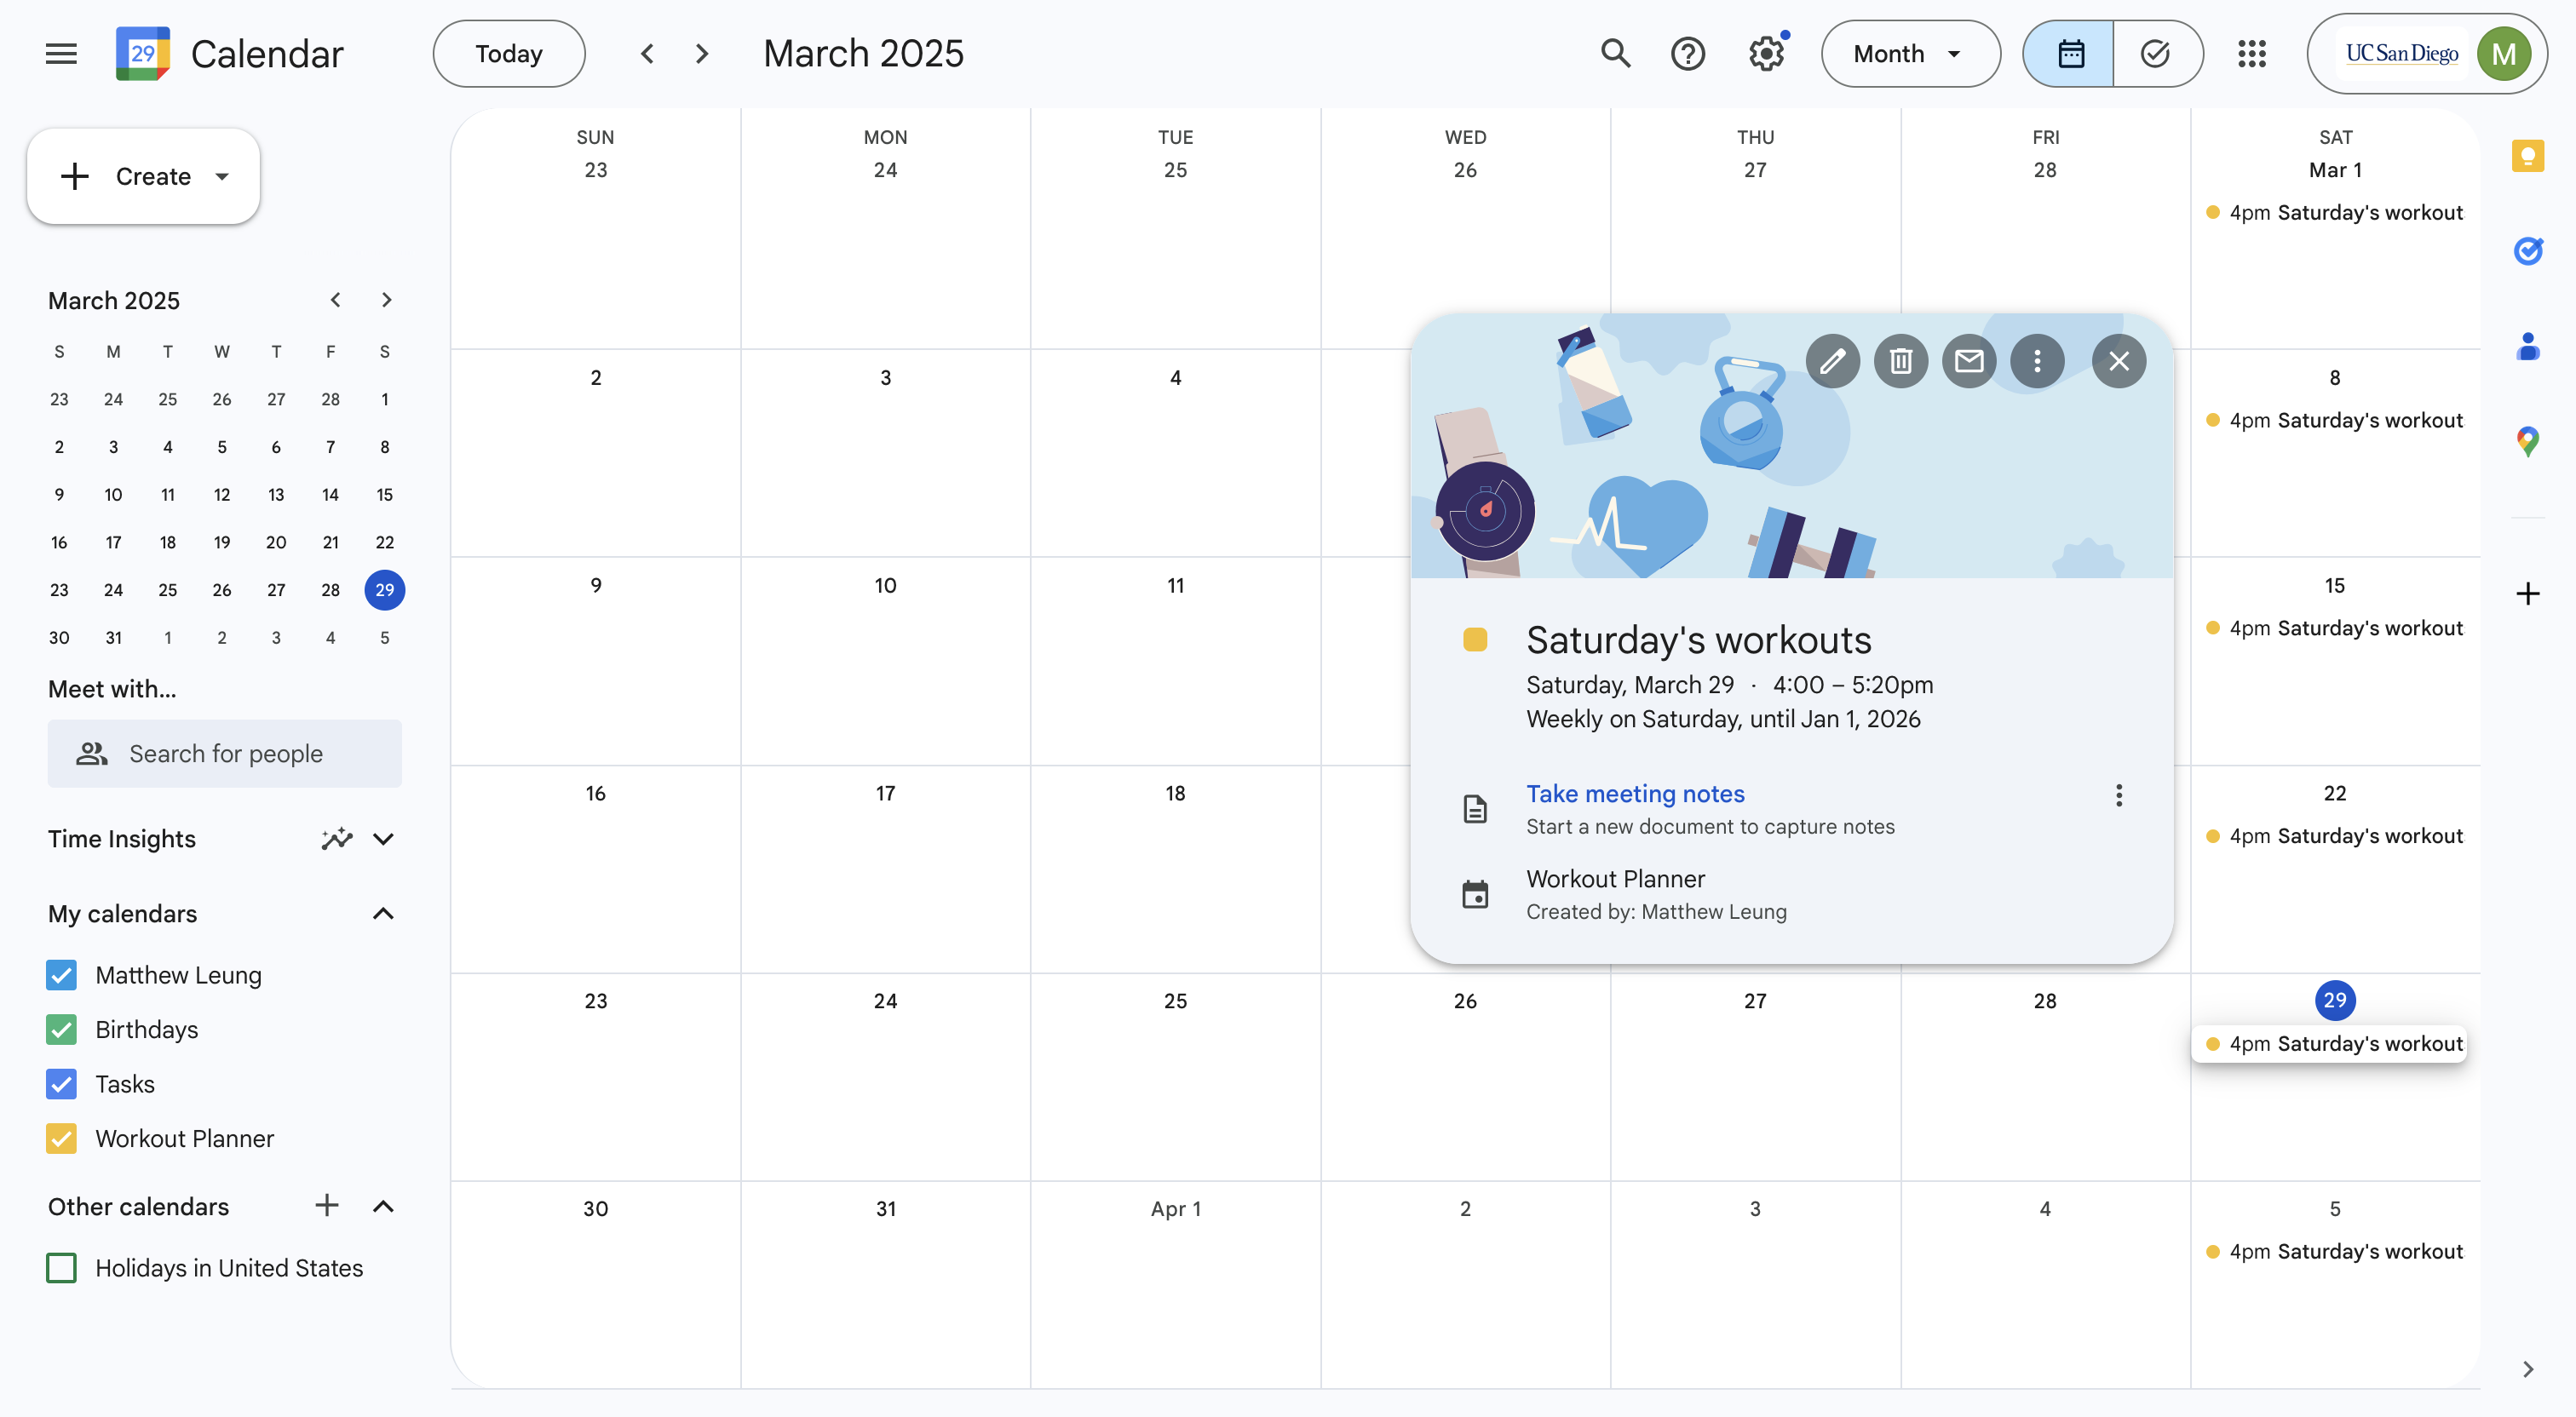 29 Calendar Today March 2025 Month UC San Diego M
Create
March 2025
S M T W T F S
23 24 25 26 27 28 1
2 3 4 5 6 7 8
9 10 11 12 13 14 15
16 17 18 19 20 21 22
23 24 25 26 27 28 29
30 31 1 2 3 4 5
Meet with...
Search for people
Time Insights
My calendars
Matthew Leung
Birthdays
Tasks
Workout Planner
Other calendars
Holidays in United States
SUN MON TUE WED THU FRI SAT
23 24 25 26 27 28 Mar 1
4pm Saturday's workout
2 3 4 8
4pm Saturday's workout
9 10 11 15
4pm Saturday's workout
16 17 18 22
4pm Saturday's workout
23 24 25 26 27 28 29
4pm Saturday's workout
30 31 Apr 1 2 3 4 5
4pm Saturday's workout
Saturday's workouts
Saturday, March 29 · 4:00 – 5:20pm
Weekly on Saturday, until Jan 1, 2026
Take meeting notes
Start a new document to capture notes
Workout Planner
Created by: Matthew Leung